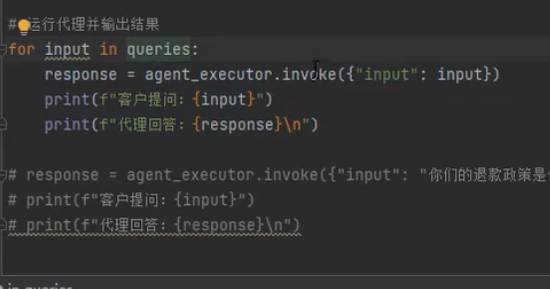 # 运行代理并输出结果
for input in queries:
    response = agent_executor.invoke({"input": input})
    print(f"客户提问：{input}")
    print(f"代理回答：{response}\n")
# response = agent_executor.invoke({"input": "你们的退款政策是
# print(f"客户提问：{input}")
# print(f"代理回答：{response}\n")
in queries